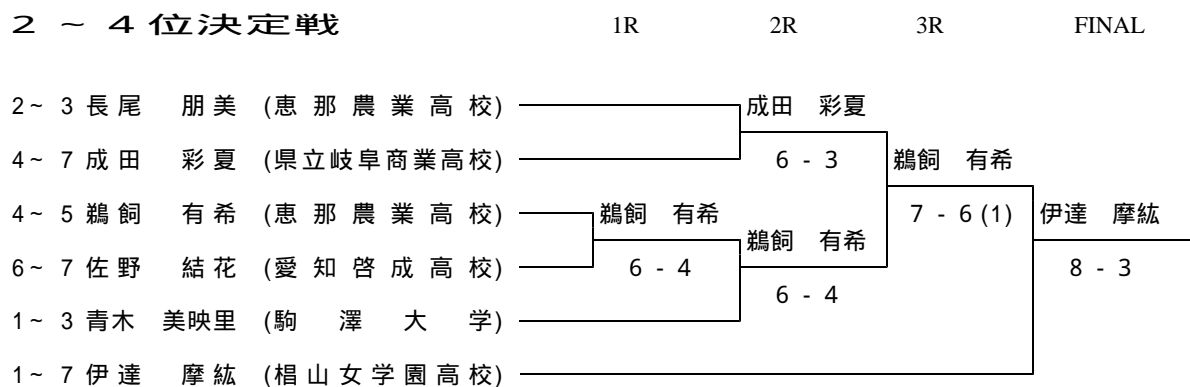 ２ ～ ４位決定戦 1R 2R 3R FINAL
2~ 3 長尾 朋美 (恵那農業高校) 成田 彩夏
4~ 7 成田 彩夏 (県立岐阜商業高校) 6 - 3 鵜飼 有希
4~ 5 鵜飼 有希 (恵那農業高校) 鵜飼 有希 7 - 6 (1) 伊達 摩紘
鵜飼 有希
6~ 7 佐野 結花 (愛知啓成高校) 6 - 4 8 - 3
6 - 4
1~ 3 青木 美映里 (駒澤大学)
1~ 7 伊達 摩紘 (椙山女学園高校)